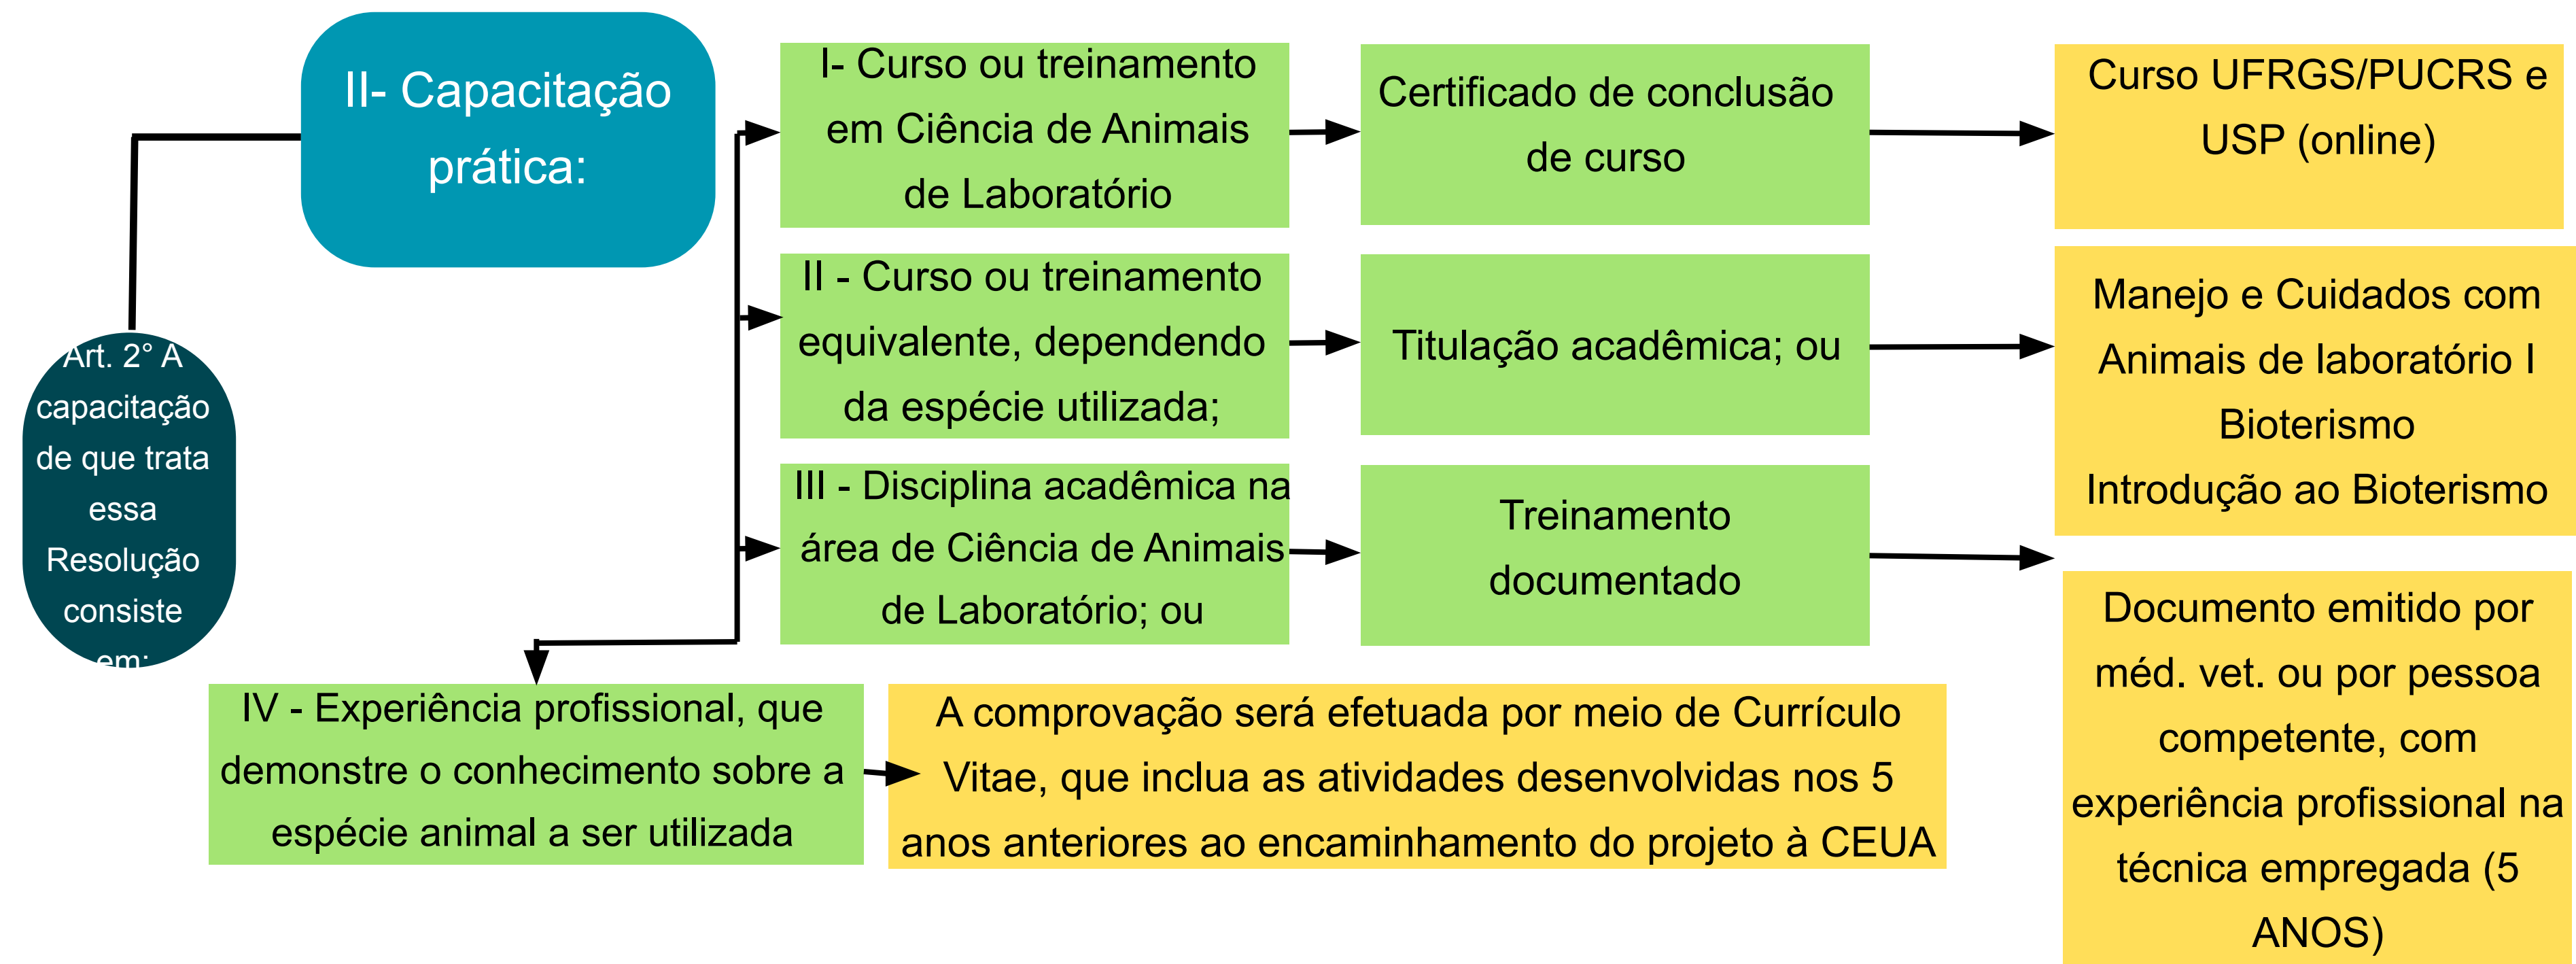 II- Capacitação
prática:
Art. 2° A
capacitação
de que trata
essa
Resolução
consiste
em:
I- Curso ou treinamento
em Ciência de Animais
de Laboratório
Certificado de conclusão
de curso
Curso UFRGS/PUCRS e
USP (online)
II - Curso ou treinamento
equivalente, dependendo
da espécie utilizada;
Titulação acadêmica; ou
Manejo e Cuidados com
Animais de laboratório I
Bioterismo
Introdução ao Bioterismo
III - Disciplina acadêmica na
área de Ciência de Animais
de Laboratório; ou
Treinamento
documentado
Documento emitido por
méd. vet. ou por pessoa
competente, com
experiência profissional na
técnica empregada (5
ANOS)
IV - Experiência profissional, que
demonstre o conhecimento sobre a
espécie animal a ser utilizada
A comprovação será efetuada por meio de Currículo
Vitae, que inclua as atividades desenvolvidas nos 5
anos anteriores ao encaminhamento do projeto à CEUA